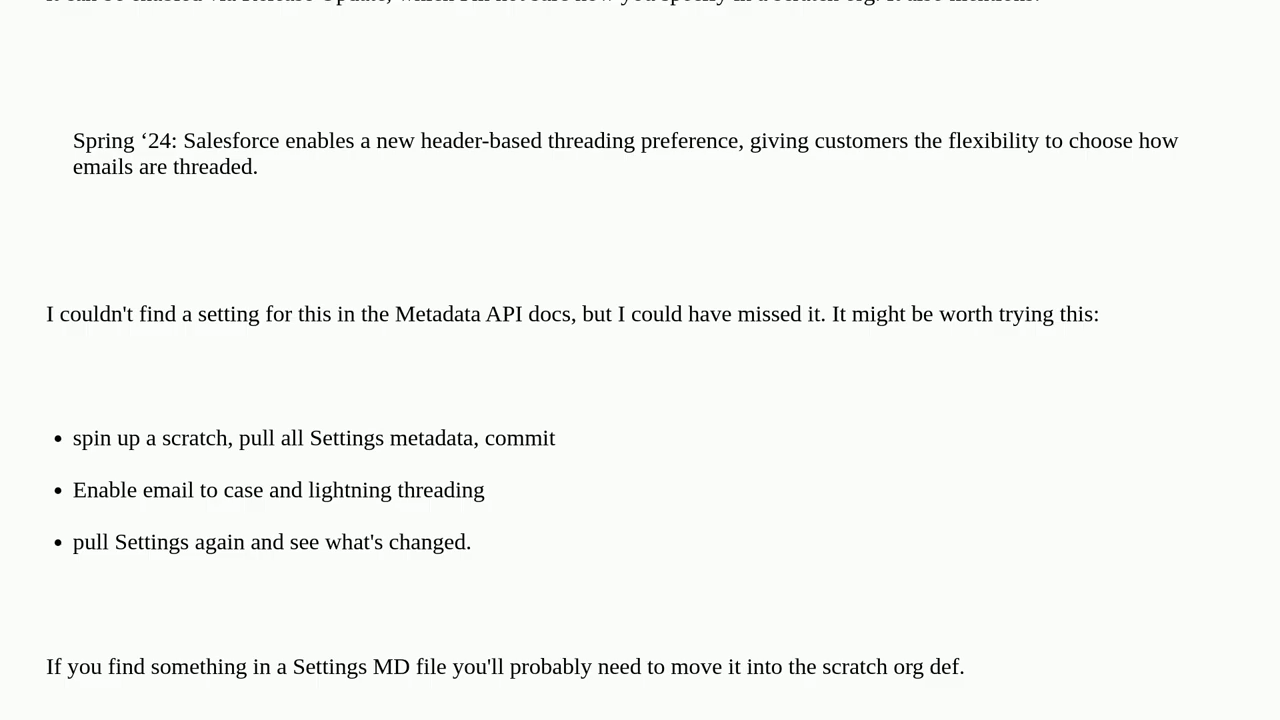 Spring ‘24: Salesforce enables a new header-based threading preference, giving customers the flexibility to choose how
emails are threaded.
I couldn't find a setting for this in the Metadata API docs, but I could have missed it. It might be worth trying this:
• spin up a scratch, pull all Settings metadata, commit
• Enable email to case and lightning threading
• pull Settings again and see what's changed.
If you find something in a Settings MD file you'll probably need to move it into the scratch org def.